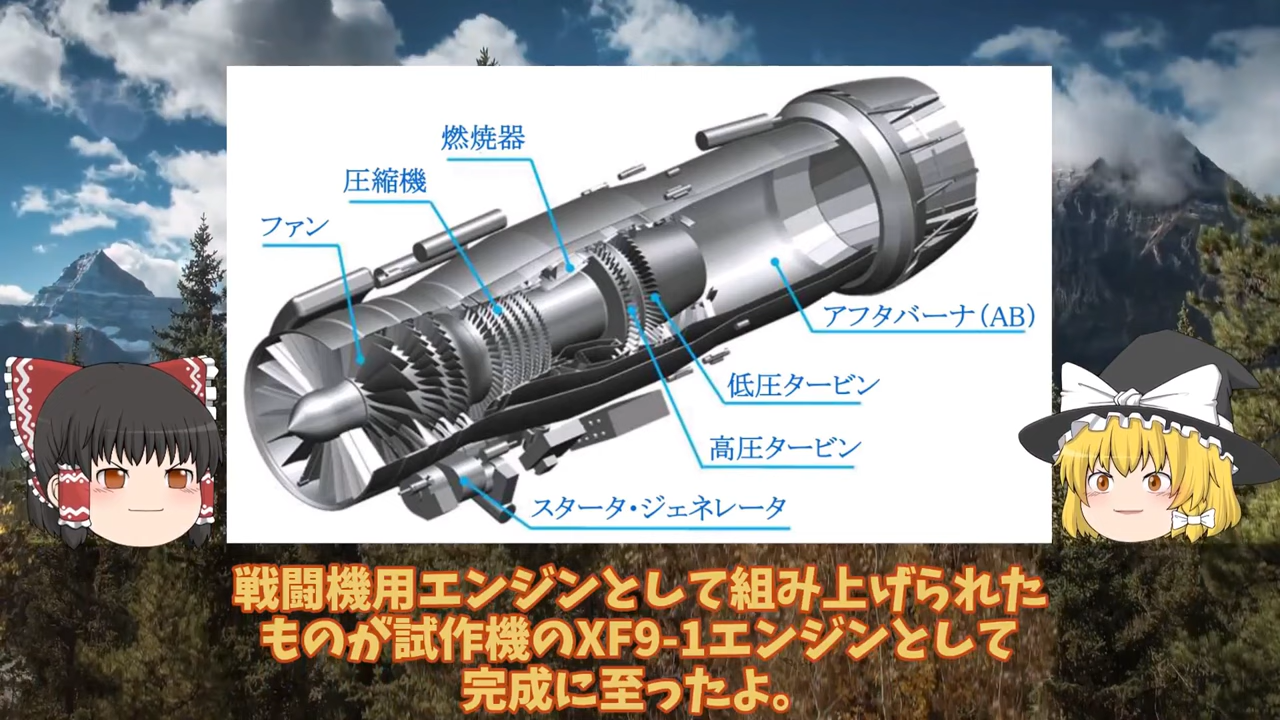 燃焼器
圧縮機
ファン
アフタバーナ(AB)
低圧タービン
高圧タービン
スタータ・ジェネレータ
戦闘機用エンジンとして組み上げられた
ものが試作機のXF9-1エンジンとして
完成に至ったよ。